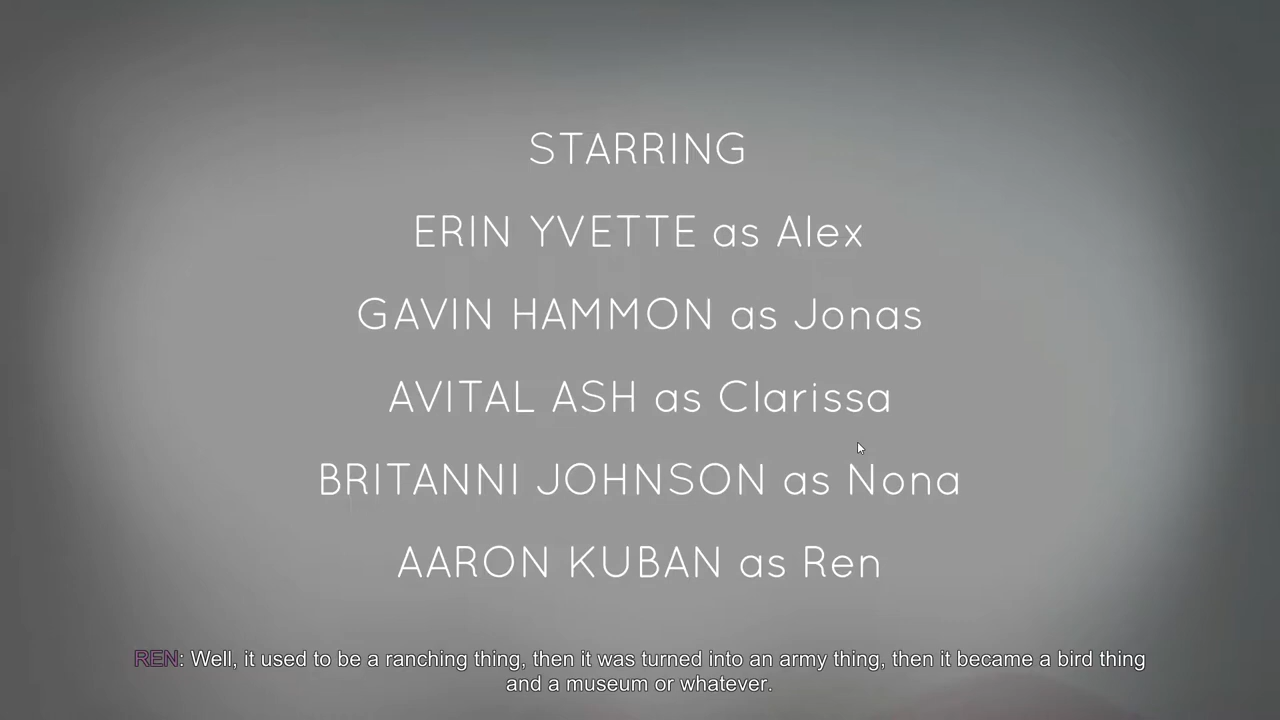 STARRING
ERIN YVETTE as Alex
GAVIN HAMMON as Jonas
AVITAL ASH as Clarissa
BRITANNI JOHNSON as Nona
AARON KUBAN as Ren
REN: Well, it used to be a ranching thing, then it was turned into an army thing, then it became a bird thing
and a museum or whatever.